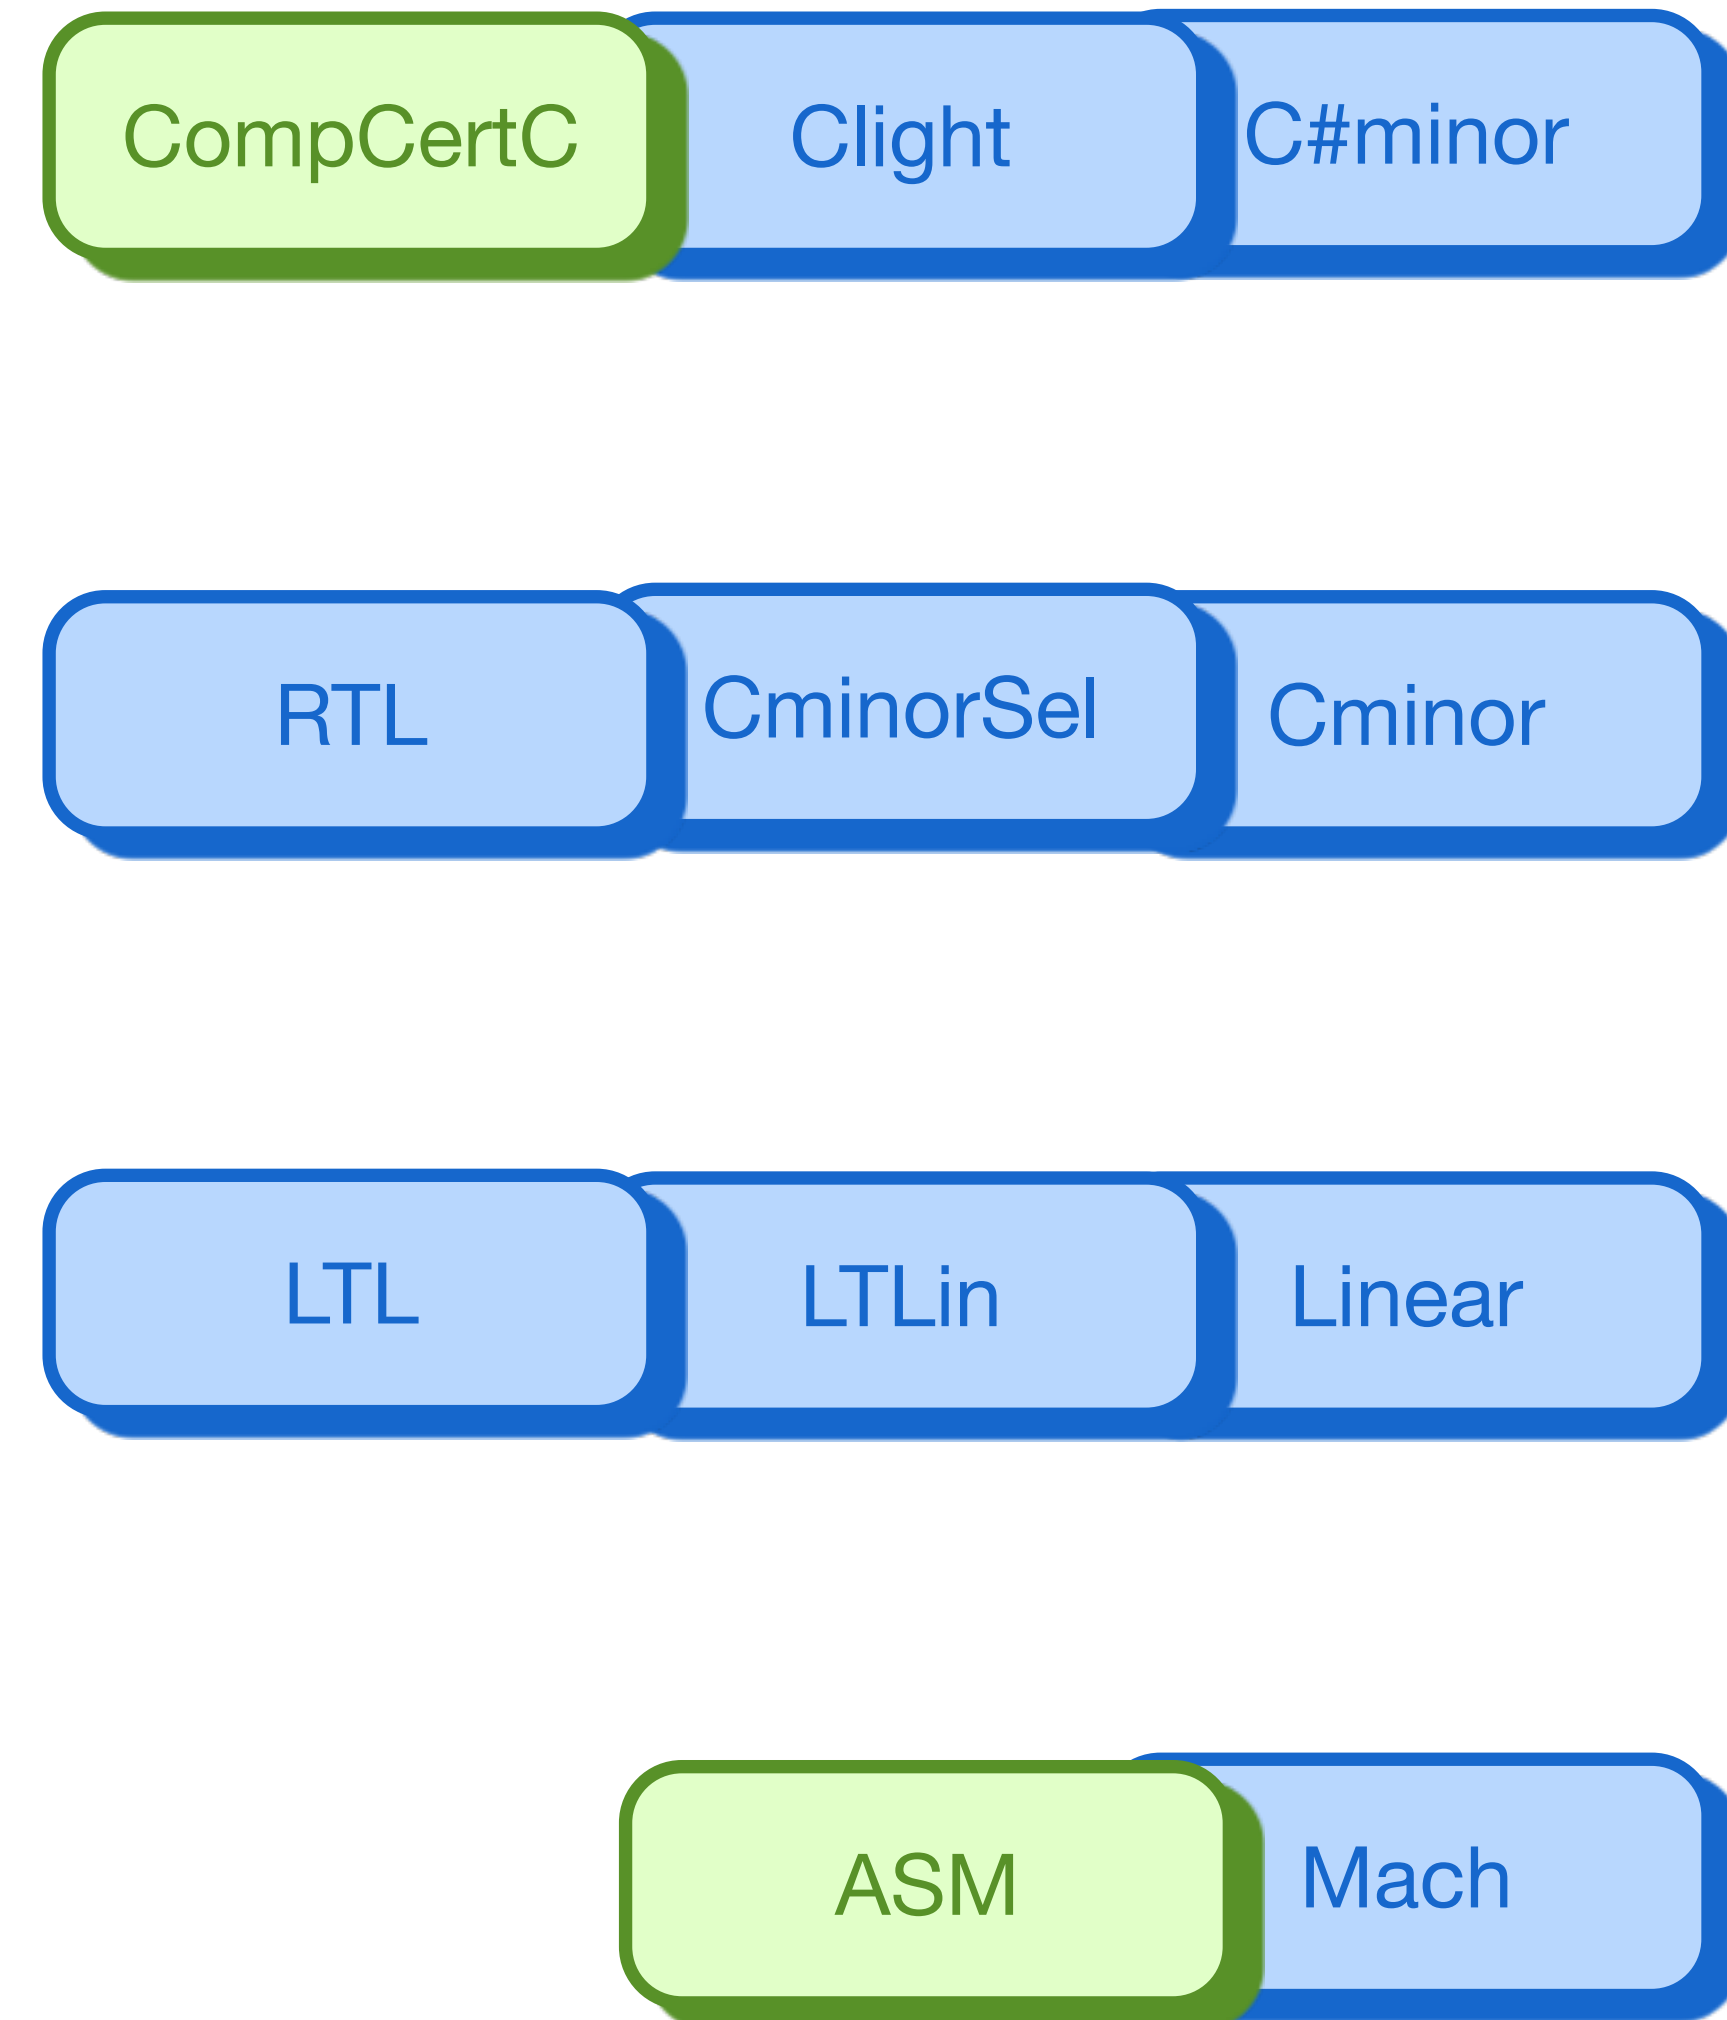 CompCertC
Clight
C#minor
RTL
CminorSel
Cminor
LTL
LTLin
Linear
ASM
Mach